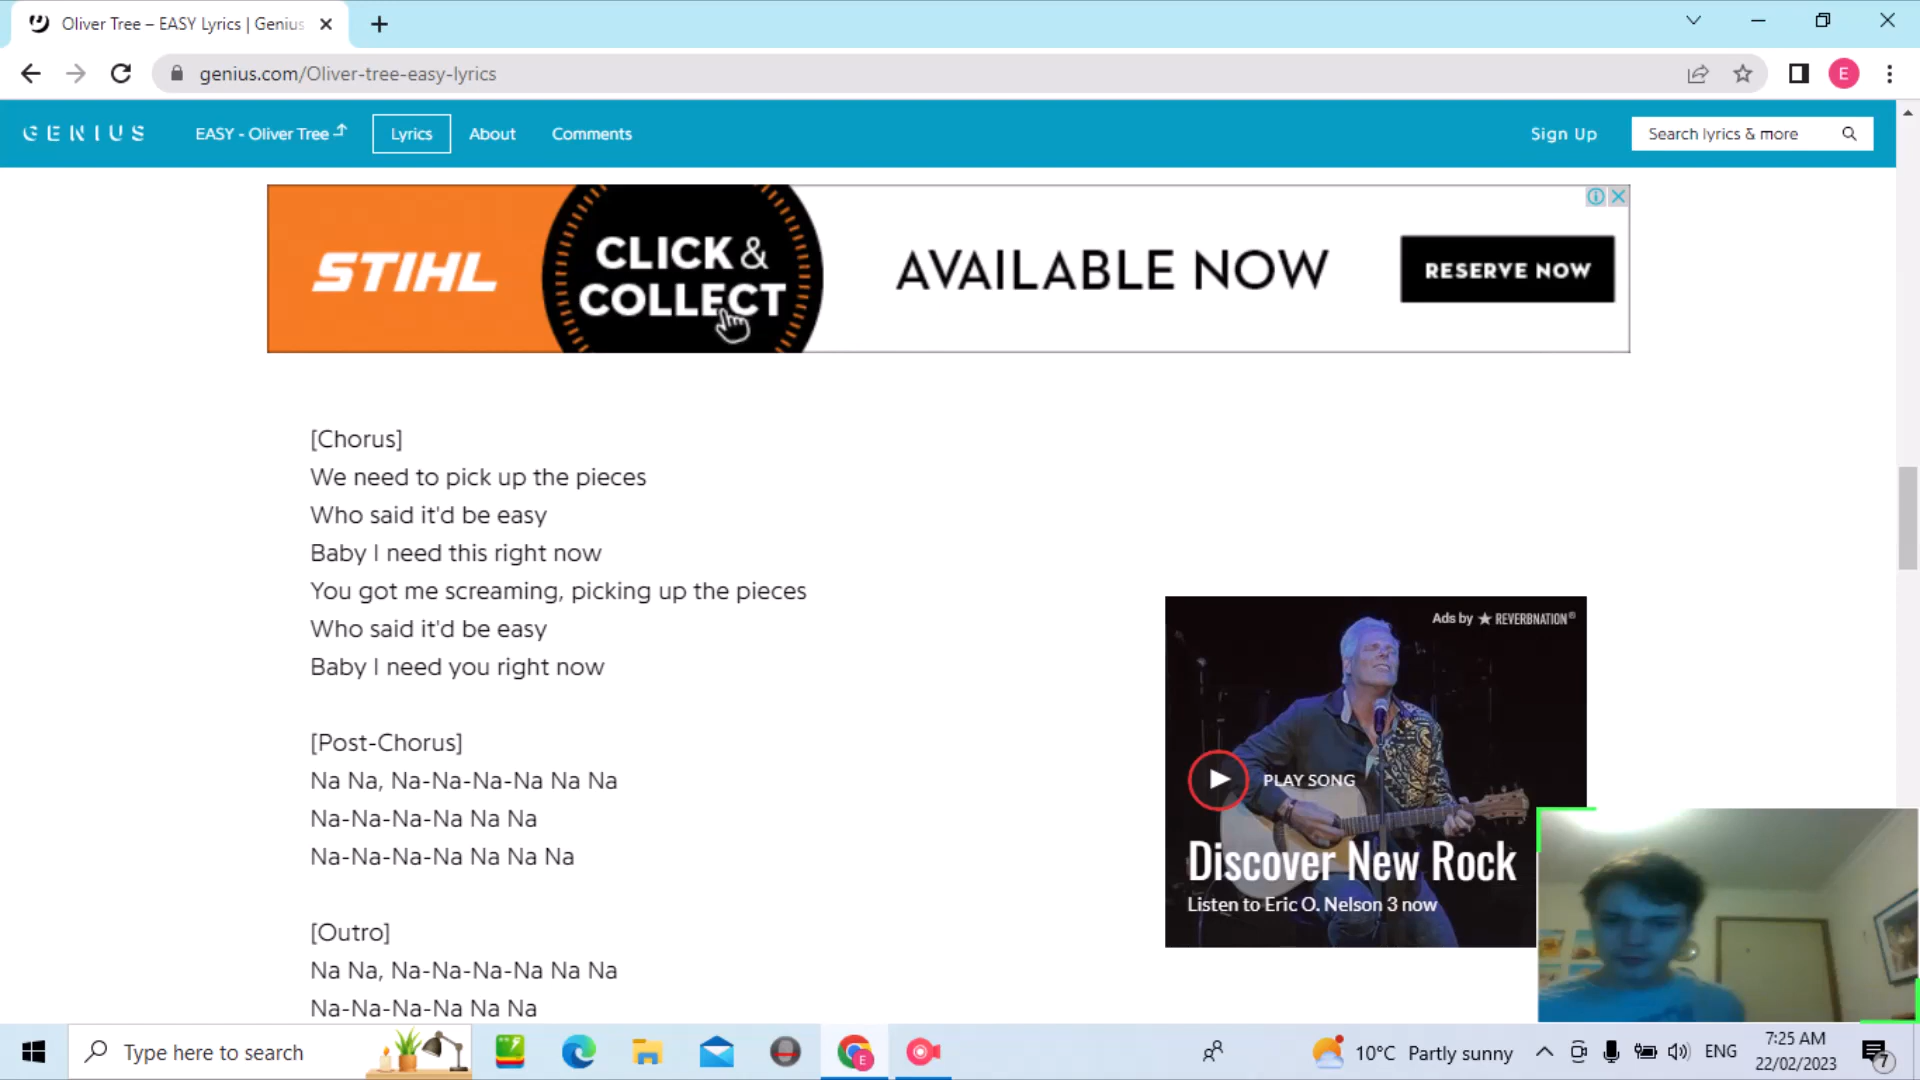 Oliver Tree – EASY Lyrics | Genius
genius.com/Oliver-tree-easy-lyrics
E
GENIUS
EASY - Oliver Tree
Lyrics
About
Comments
Sign Up
Search lyrics & more
STIHL
CLICK &
COLLECT
AVAILABLE NOW
RESERVE NOW
[Chorus]
We need to pick up the pieces
Who said it'd be easy
Baby I need this right now
You got me screaming, picking up the pieces
Who said it'd be easy
Baby I need you right now
[Post-Chorus]
Na Na, Na-Na-Na-Na Na Na
Na-Na-Na-Na Na Na
Na-Na-Na-Na Na Na Na
[Outro]
Na Na, Na-Na-Na-Na Na Na
Na-Na-Na-Na Na Na
Ads by ★ REVERBNATION
PLAY SONG
Discover New Rock
Listen to Eric O. Nelson 3 now
Type here to search
E
10°C Partly sunny
ENG
7:25 AM
22/02/2023
7